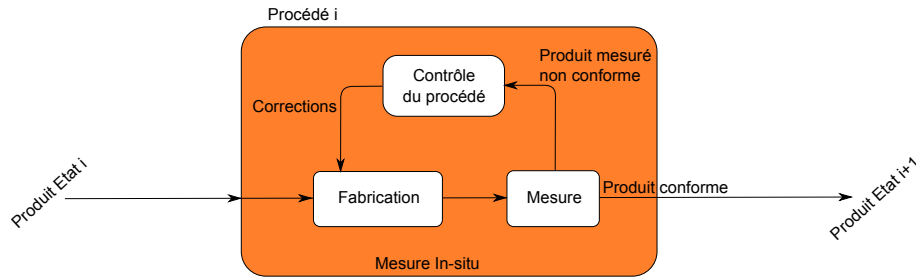 Procédé i
Produit mesuré
non conforme
Contrôle
du procédé
Corrections
Produit Etat i
Fabrication
Mesure
Produit conforme
Produit Etat i+1
Mesure In-situ